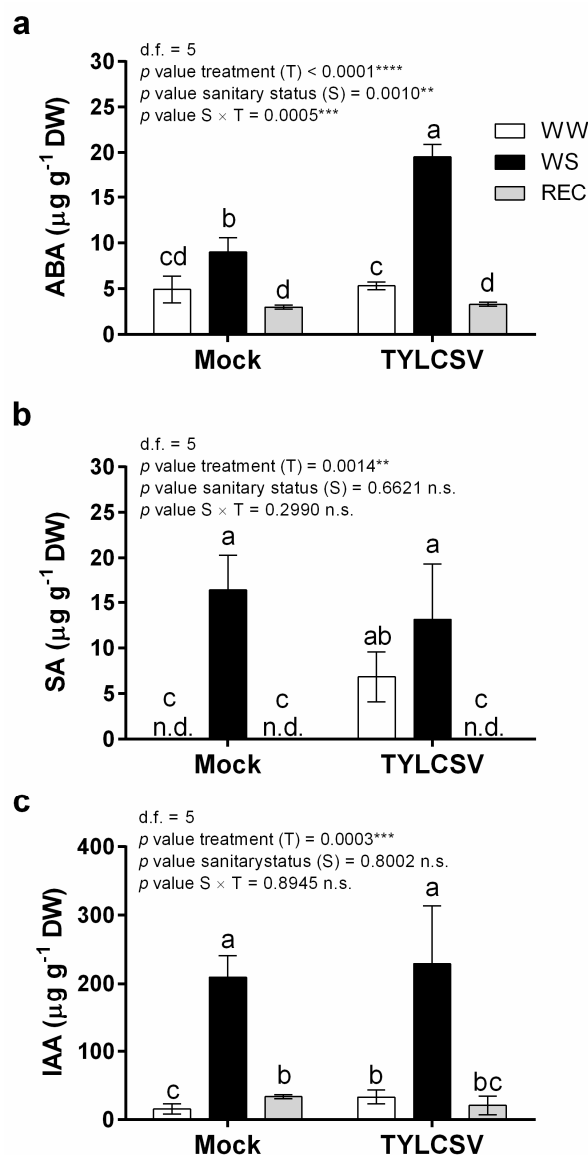 a
d.f. = 5
p value treatment (T) < 0.0001****
p value sanitary status (S) = 0.0010**
p value S × T = 0.0005***
WW
WS
REC
ABA (μg g-1 DW)
30
25
20
15
10
5
0
cd
b
d
c
a
d
Mock
TYLCSV
b
d.f. = 5
p value treatment (T) = 0.0014**
p value sanitary status (S) = 0.6621 n.s.
p value S × T = 0.2990 n.s.
SA (μg g-1 DW)
30
25
20
15
10
5
0
c
n.d.
a
c
n.d.
ab
a
c
n.d.
Mock
TYLCSV
c
d.f. = 5
p value treatment (T) = 0.0003***
p value sanitarystatus (S) = 0.8002 n.s.
p value S × T = 0.8945 n.s.
IAA (μg g-1 DW)
400
300
200
100
0
c
a
b
b
a
bc
Mock
TYLCSV